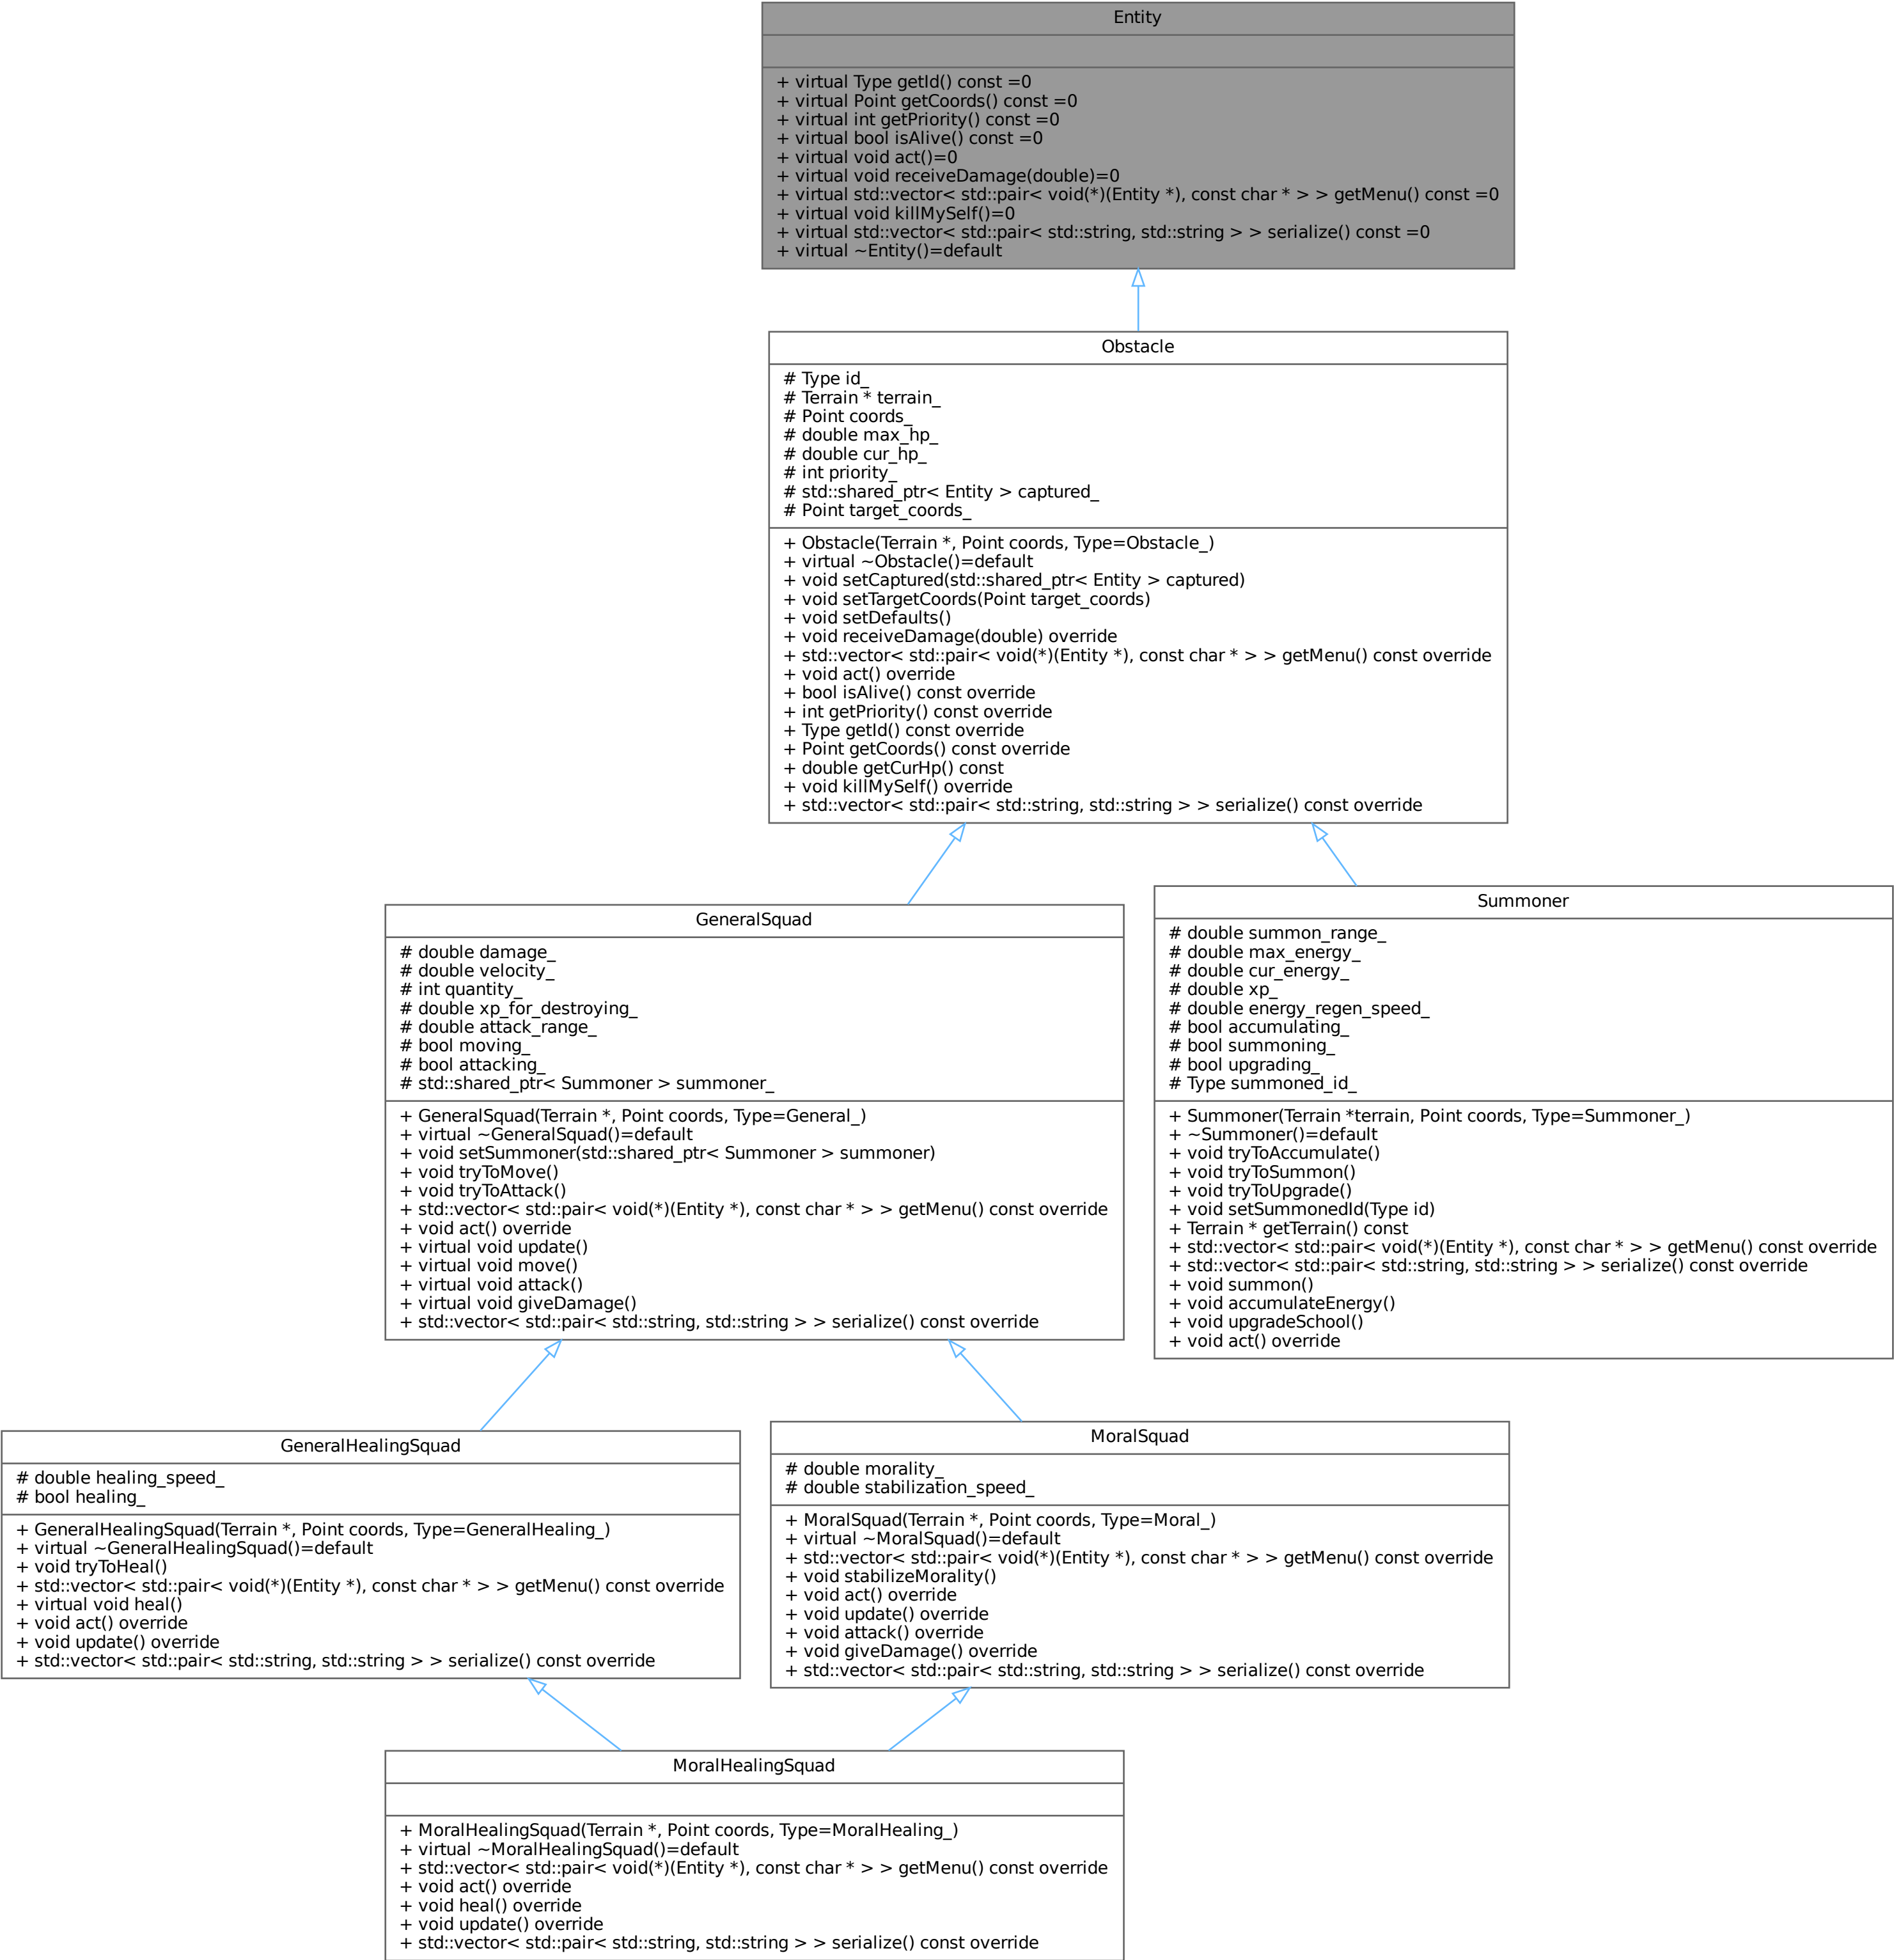 Entity
+ virtual Type getId() const =0
+ virtual Point getCoords() const =0
+ virtual int getPriority() const =0
+ virtual bool isAlive() const =0
+ virtual void act()=0
+ virtual void receiveDamage(double)=0
+ virtual std::vector< std::pair< void(*)(Entity *), const char * > > getMenu() const =0
+ virtual void killMySelf()=0
+ virtual std::vector< std::pair< std::string, std::string > > serialize() const =0
+ virtual ~Entity()=default
Obstacle
# Type id_
# Terrain * terrain_
# Point coords_
# double max_hp_
# double cur_hp_
# int priority_
# std::shared_ptr< Entity > captured_
# Point target_coords_
+ Obstacle(Terrain *, Point coords, Type=Obstacle_)
+ virtual ~Obstacle()=default
+ void setCaptured(std::shared_ptr< Entity > captured)
+ void setTargetCoords(Point target_coords)
+ void setDefaults()
+ void receiveDamage(double) override
+ std::vector< std::pair< void(*)(Entity *), const char * > > getMenu() const override
+ void act() override
+ bool isAlive() const override
+ int getPriority() const override
+ Type getId() const override
+ Point getCoords() const override
+ double getCurHp() const
+ void killMySelf() override
+ std::vector< std::pair< std::string, std::string > > serialize() const override
GeneralSquad
# double damage_
# double velocity_
# int quantity_
# double xp_for_destroying_
# double attack_range_
# bool moving_
# bool attacking_
# std::shared_ptr< Summoner > summoner_
+ GeneralSquad(Terrain *, Point coords, Type=General_)
+ virtual ~GeneralSquad()=default
+ void setSummoner(std::shared_ptr< Summoner > summoner)
+ void tryToMove()
+ void tryToAttack()
+ std::vector< std::pair< void(*)(Entity *), const char * > > getMenu() const override
+ void act() override
+ virtual void update()
+ virtual void move()
+ virtual void attack()
+ virtual void giveDamage()
+ std::vector< std::pair< std::string, std::string > > serialize() const override
Summoner
# double summon_range_
# double max_energy_
# double cur_energy_
# double xp_
# double energy_regen_speed_
# bool accumulating_
# bool summoning_
# bool upgrading_
# Type summoned_id_
+ Summoner(Terrain *terrain, Point coords, Type=Summoner_)
+ ~Summoner()=default
+ void tryToAccumulate()
+ void tryToSummon()
+ void tryToUpgrade()
+ void setSummonedId(Type id)
+ Terrain * getTerrain() const
+ std::vector< std::pair< void(*)(Entity *), const char * > > getMenu() const override
+ std::vector< std::pair< std::string, std::string > > serialize() const override
+ void summon()
+ void accumulateEnergy()
+ void upgradeSchool()
+ void act() override
GeneralHealingSquad
# double healing_speed_
# bool healing_
+ GeneralHealingSquad(Terrain *, Point coords, Type=GeneralHealing_)
+ virtual ~GeneralHealingSquad()=default
+ void tryToHeal()
+ std::vector< std::pair< void(*)(Entity *), const char * > > getMenu() const override
+ virtual void heal()
+ void act() override
+ void update() override
+ std::vector< std::pair< std::string, std::string > > serialize() const override
MoralSquad
# double morality_
# double stabilization_speed_
+ MoralSquad(Terrain *, Point coords, Type=Moral_)
+ virtual ~MoralSquad()=default
+ std::vector< std::pair< void(*)(Entity *), const char * > > getMenu() const override
+ void stabilizeMorality()
+ void act() override
+ void update() override
+ void attack() override
+ void giveDamage() override
+ std::vector< std::pair< std::string, std::string > > serialize() const override
MoralHealingSquad
+ MoralHealingSquad(Terrain *, Point coords, Type=MoralHealing_)
+ virtual ~MoralHealingSquad()=default
+ std::vector< std::pair< void(*)(Entity *), const char * > > getMenu() const override
+ void act() override
+ void heal() override
+ void update() override
+ std::vector< std::pair< std::string, std::string > > serialize() const override